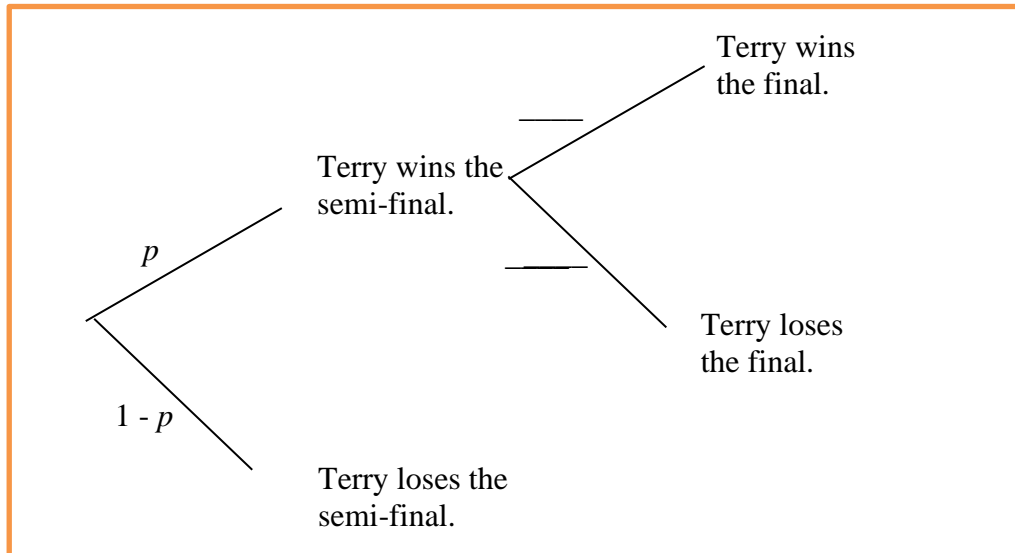 Terry wins
the final.
Terry wins the
semi-final.
p
Terry loses
the final.
1 - p
Terry loses the
semi-final.